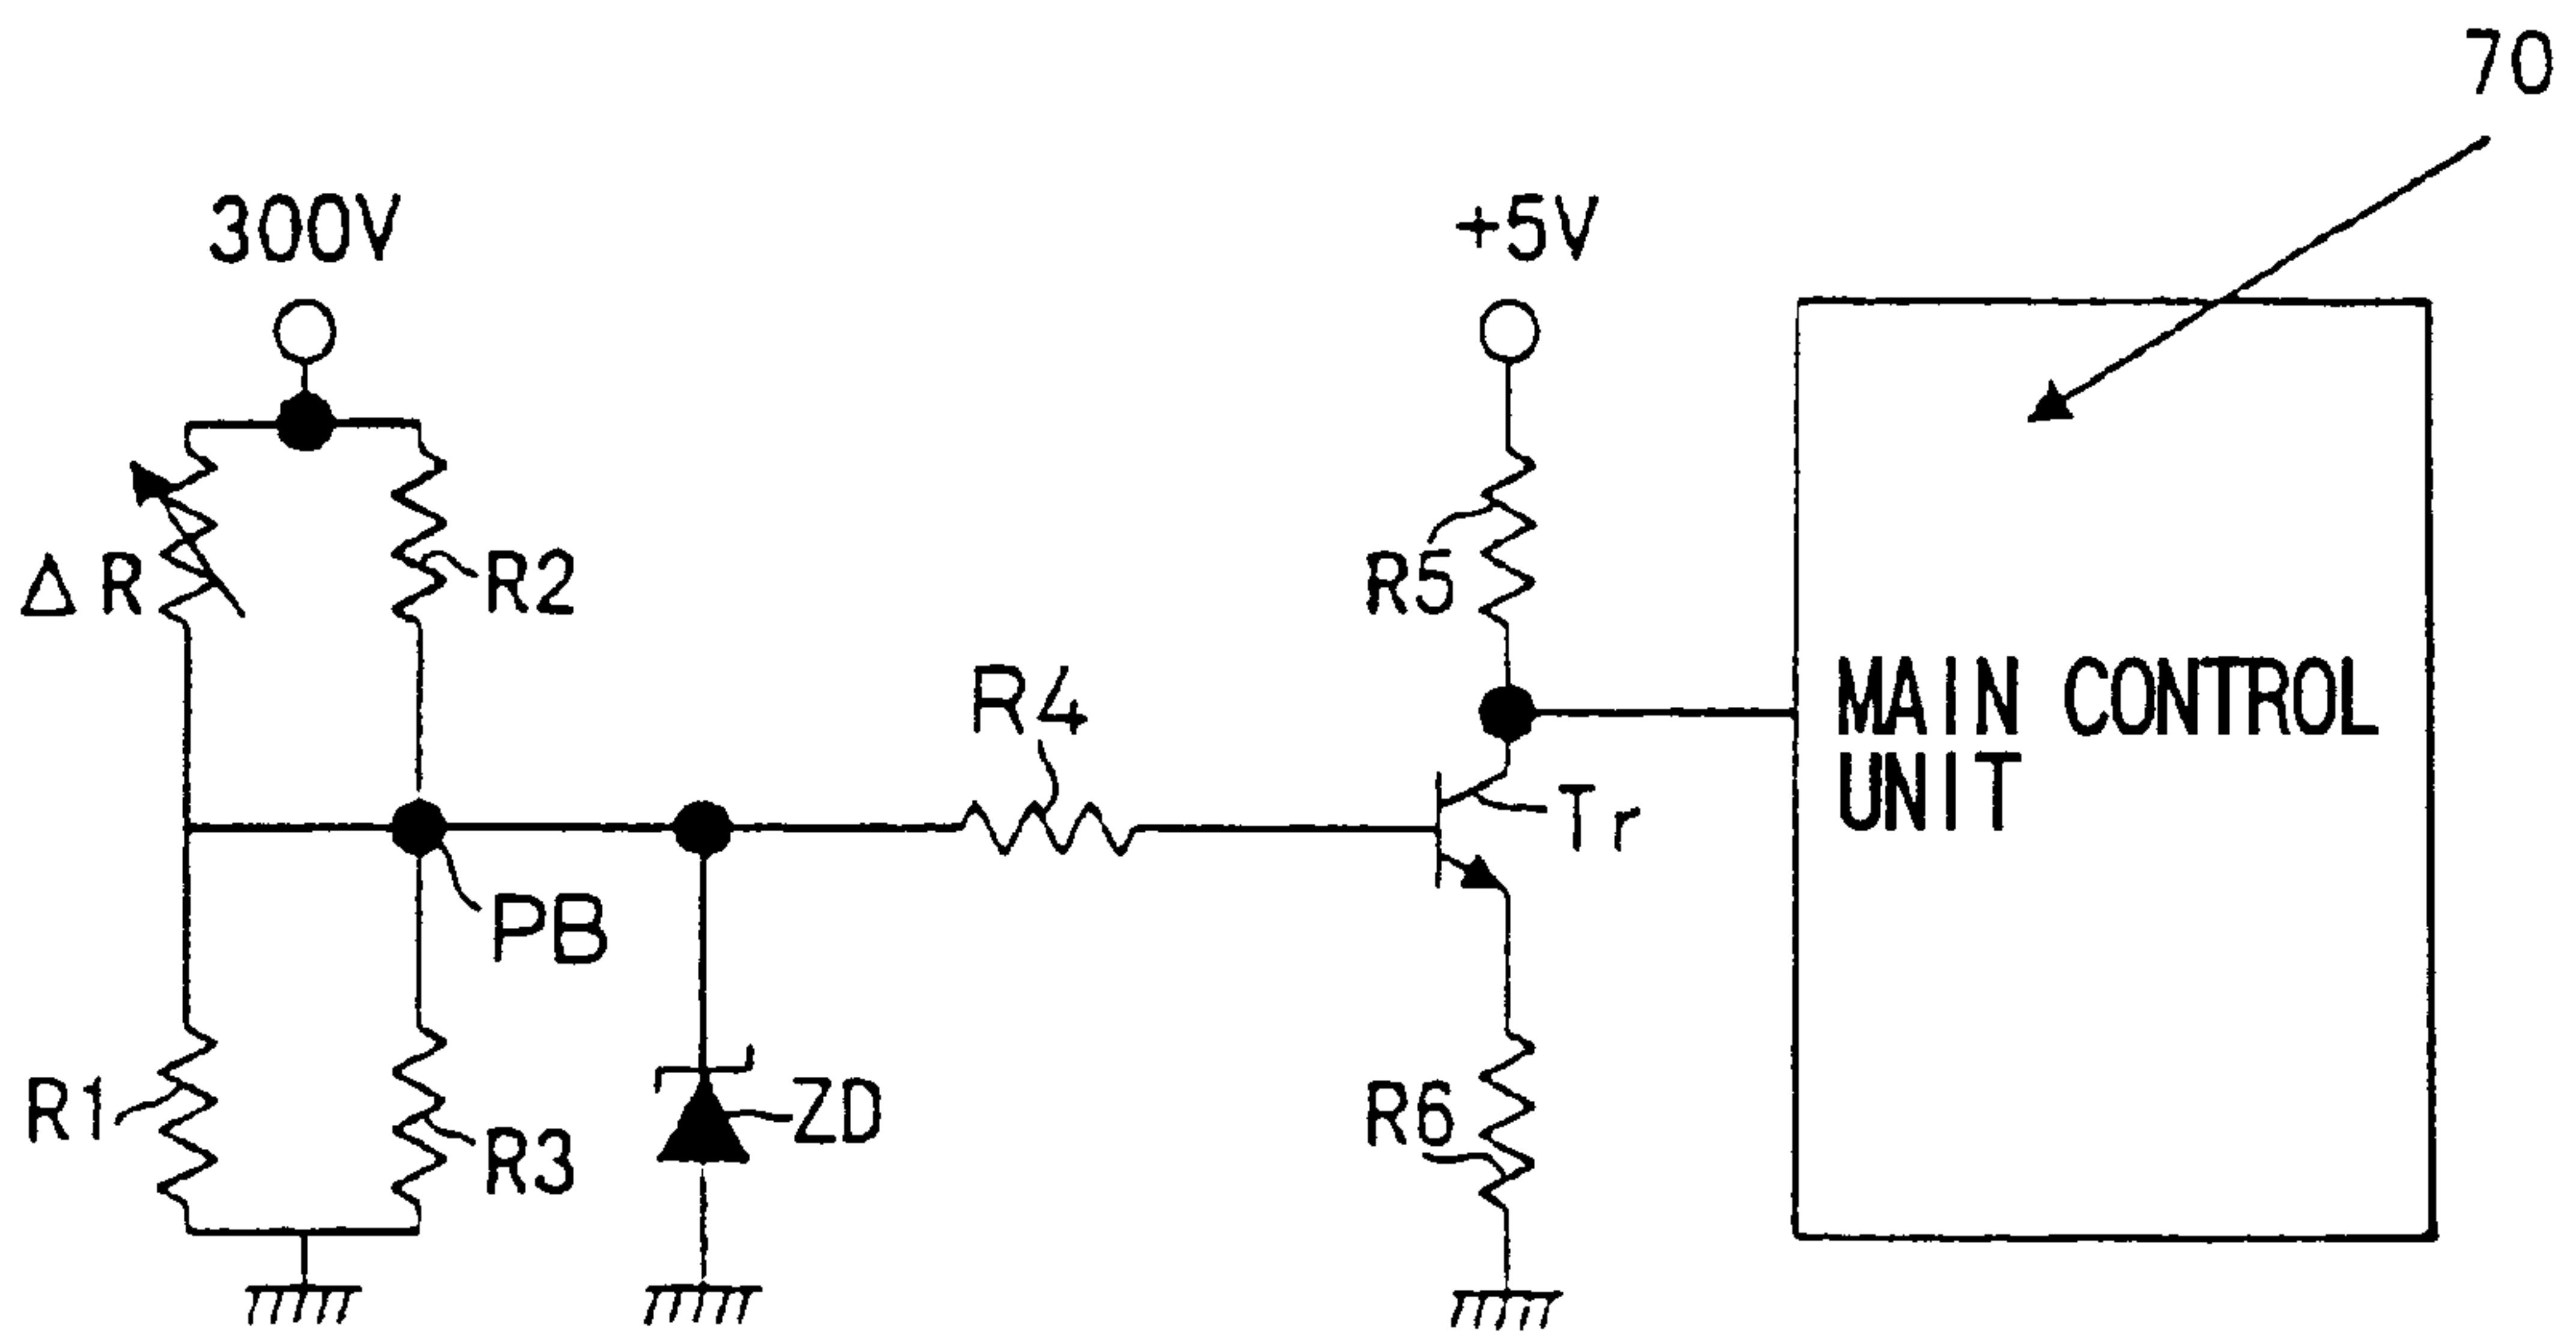 70
300V
+5V
ΔR
R2
R5
R4
MAIN CONTROL
UNIT
Tr
PB
R1
R3
ZD
R6